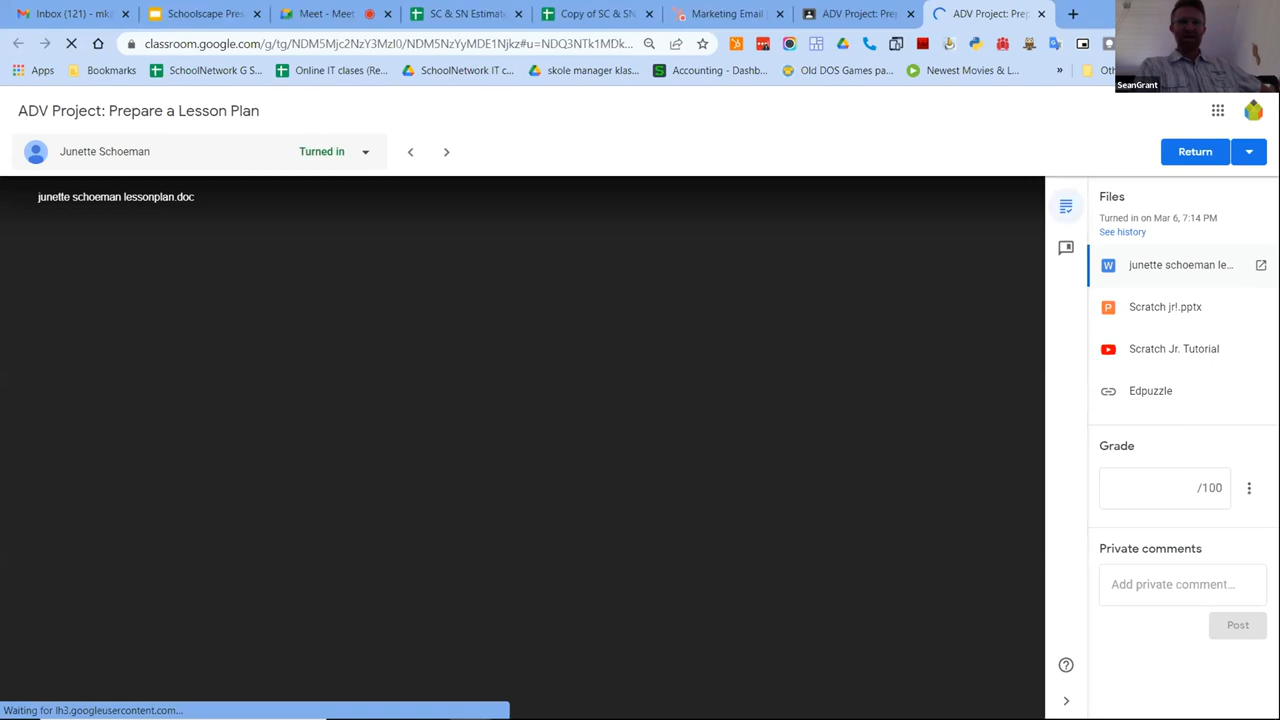 Inbox (1) - mk
Schoolscape Pres
Meet - Meet
SC & SN Estimate
Copy of SC & SN
Marketing Email
ADV Project: Prep
ADV Project: Prep
classroom.google.com/g/tg/NDM5Mjc2NzY3MzI0/NDM5NzYyMDE1Njkz#u=NDQ3NTk1MDk...
Apps
Bookmarks
SchoolNetwork G S...
Online IT clases (Re...
SchoolNetwork IT c...
skole manager klas...
Accounting - Dashb...
Old DOS Games pa...
Newest Movies & L...
»
SeanGrant
ADV Project: Prepare a Lesson Plan
Junette Schoeman
Turned in
Return
junette schoeman lessonplan.doc
Files
Turned in on Mar 6, 7:14 PM
See history
junette schoeman le...
Scratch jr!.pptx
Scratch Jr. Tutorial
Edpuzzle
Grade
/100
Private comments
Add private comment...
Post
Waiting for lh3.googleusercontent.com...